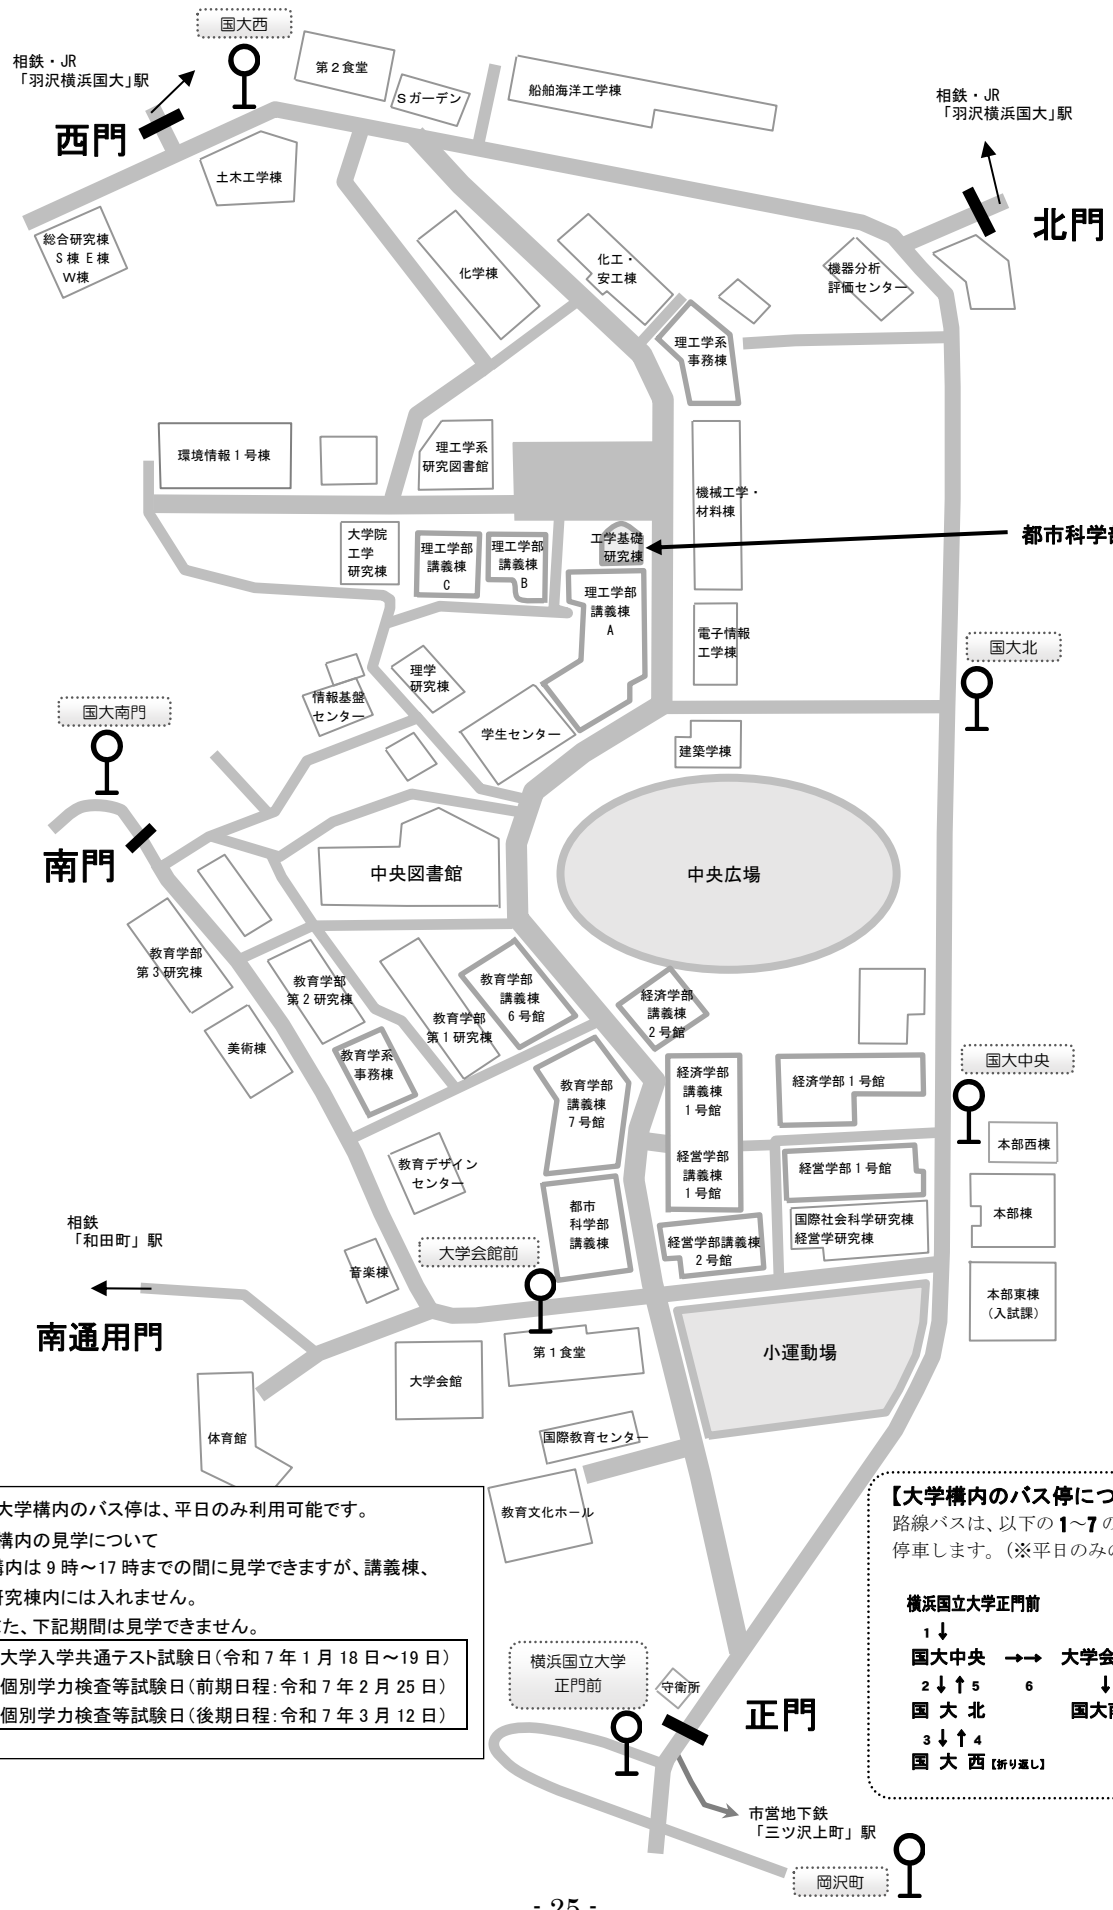 国大西
相鉄・JR
「羽沢横浜国大」駅
西門
第２食堂
Ｓガーデン
船舶海洋工学棟
相鉄・JR
「羽沢横浜国大」駅
北門
土木工学棟
総合研究棟
S 棟 E 棟
W棟
化学棟
化工・
安工棟
機器分析
評価センター
理工学系
事務棟
環境情報１号棟
理工学系
研究図書館
機械工学・
材料棟
大学院
工学
研究棟
理工学部
講義棟
C
理工学部
講義棟
B
工学基礎
研究棟
都市科学部
理工学部
講義棟
A
電子情報
工学棟
国大北
理学
研究棟
情報基盤
センター
学生センター
建築学棟
国大南門
南門
中央図書館
中央広場
教育学部
第３研究棟
教育学部
第２研究棟
教育学部
第１研究棟
教育学部
講義棟
6 号館
経済学部
講義棟
2 号館
美術棟
教育学系
事務棟
教育学部
講義棟
7 号館
経済学部
講義棟
1 号館
経済学部１号館
国大中央
本部西棟
教育デザイン
センター
経営学部
講義棟
1 号館
経営学部１号館
都市
科学部
講義棟
国際社会科学研究棟
経営学研究棟
本部棟
相鉄
「和田町」駅
大学会館前
経営学部講義棟
2 号館
音楽棟
本部東棟
（入試課）
南通用門
第１食堂
小運動場
大学会館
体育館
国際教育センター
教育文化ホール
大学構内のバス停は、平日のみ利用可能です。
構内の見学について
構内は 9 時～17 時までの間に見学できますが、講義棟、
研究棟内には入れません。
また、下記期間は見学できません。
大学入学共通テスト試験日（令和 7 年 1 月 18 日～19 日）
個別学力検査等試験日（前期日程：令和 7 年 2 月 25 日）
個別学力検査等試験日（後期日程：令和 7 年 3 月 12 日）
【大学構内のバス停につ
路線バスは、以下の 1～7 の
停車します。（※平日のみの
横浜国立大学正門前
1 ↓
国大中央 →→ 大学会
2 ↓ ↑ 5 6 ↓
国 大 北 国大南
3 ↓ ↑ 4
国 大 西【折り返し】
横浜国立大学
正門前
守衛所
正門
市営地下鉄
「三ツ沢上町」駅
岡沢町
- 25 -